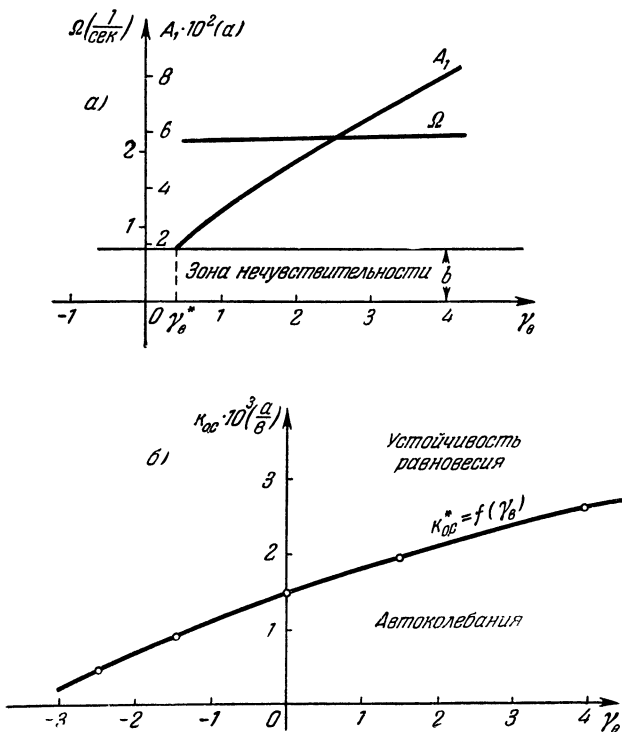 Ω(1/сек) A₁·10²(а)
8
A₁
а)
6
Ω
2
4
1
2
Зона нечувствительности b
-1 0 γв* 1 2 3 4 γв
кос·10³(а/в)
б)
Устойчивость
равновесия
3
к*ос=f(γв)
2
1
Автоколебания
-3 -2 -1 0 1 2 3 4 γв